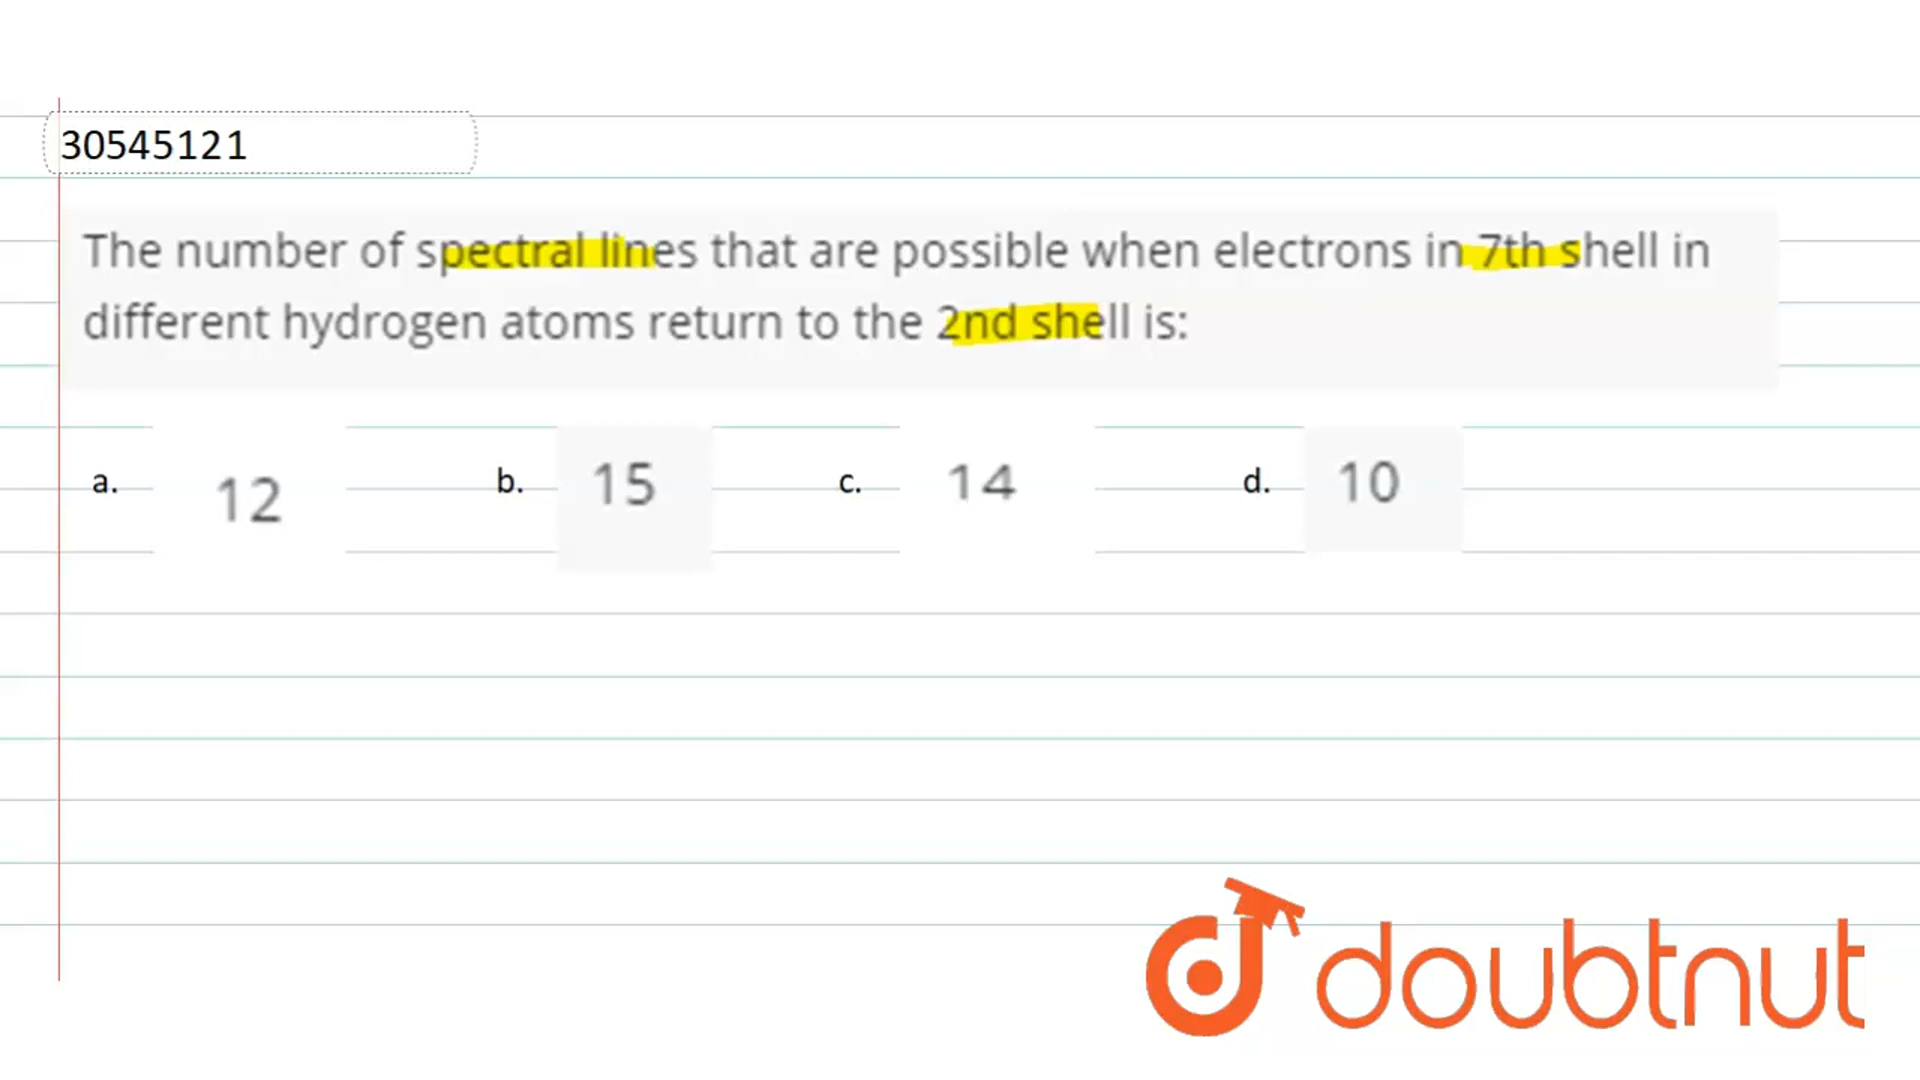 30545121
The number of spectral lines that are possible when electrons in 7th shell in
different hydrogen atoms return to the 2nd shell is:
a. 12 b. 15 c. 14 d. 10
doubtnut